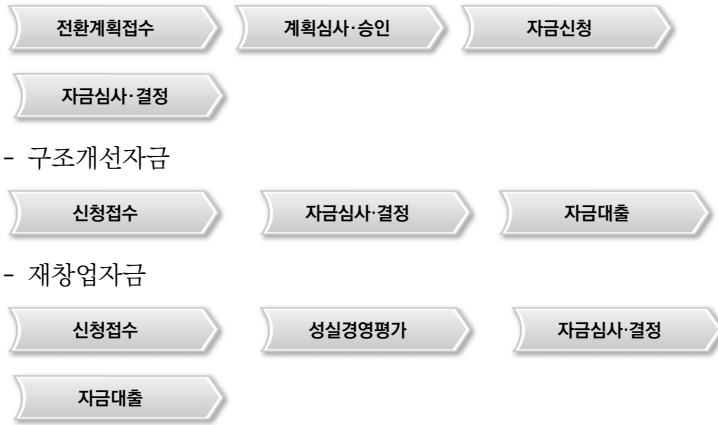 전환계획접수 계획심사·승인 자금신청
자금심사·결정
- 구조개선자금
신청접수 자금심사·결정 자금대출
- 재창업자금
신청접수 성실경영평가 자금심사·결정
자금대출